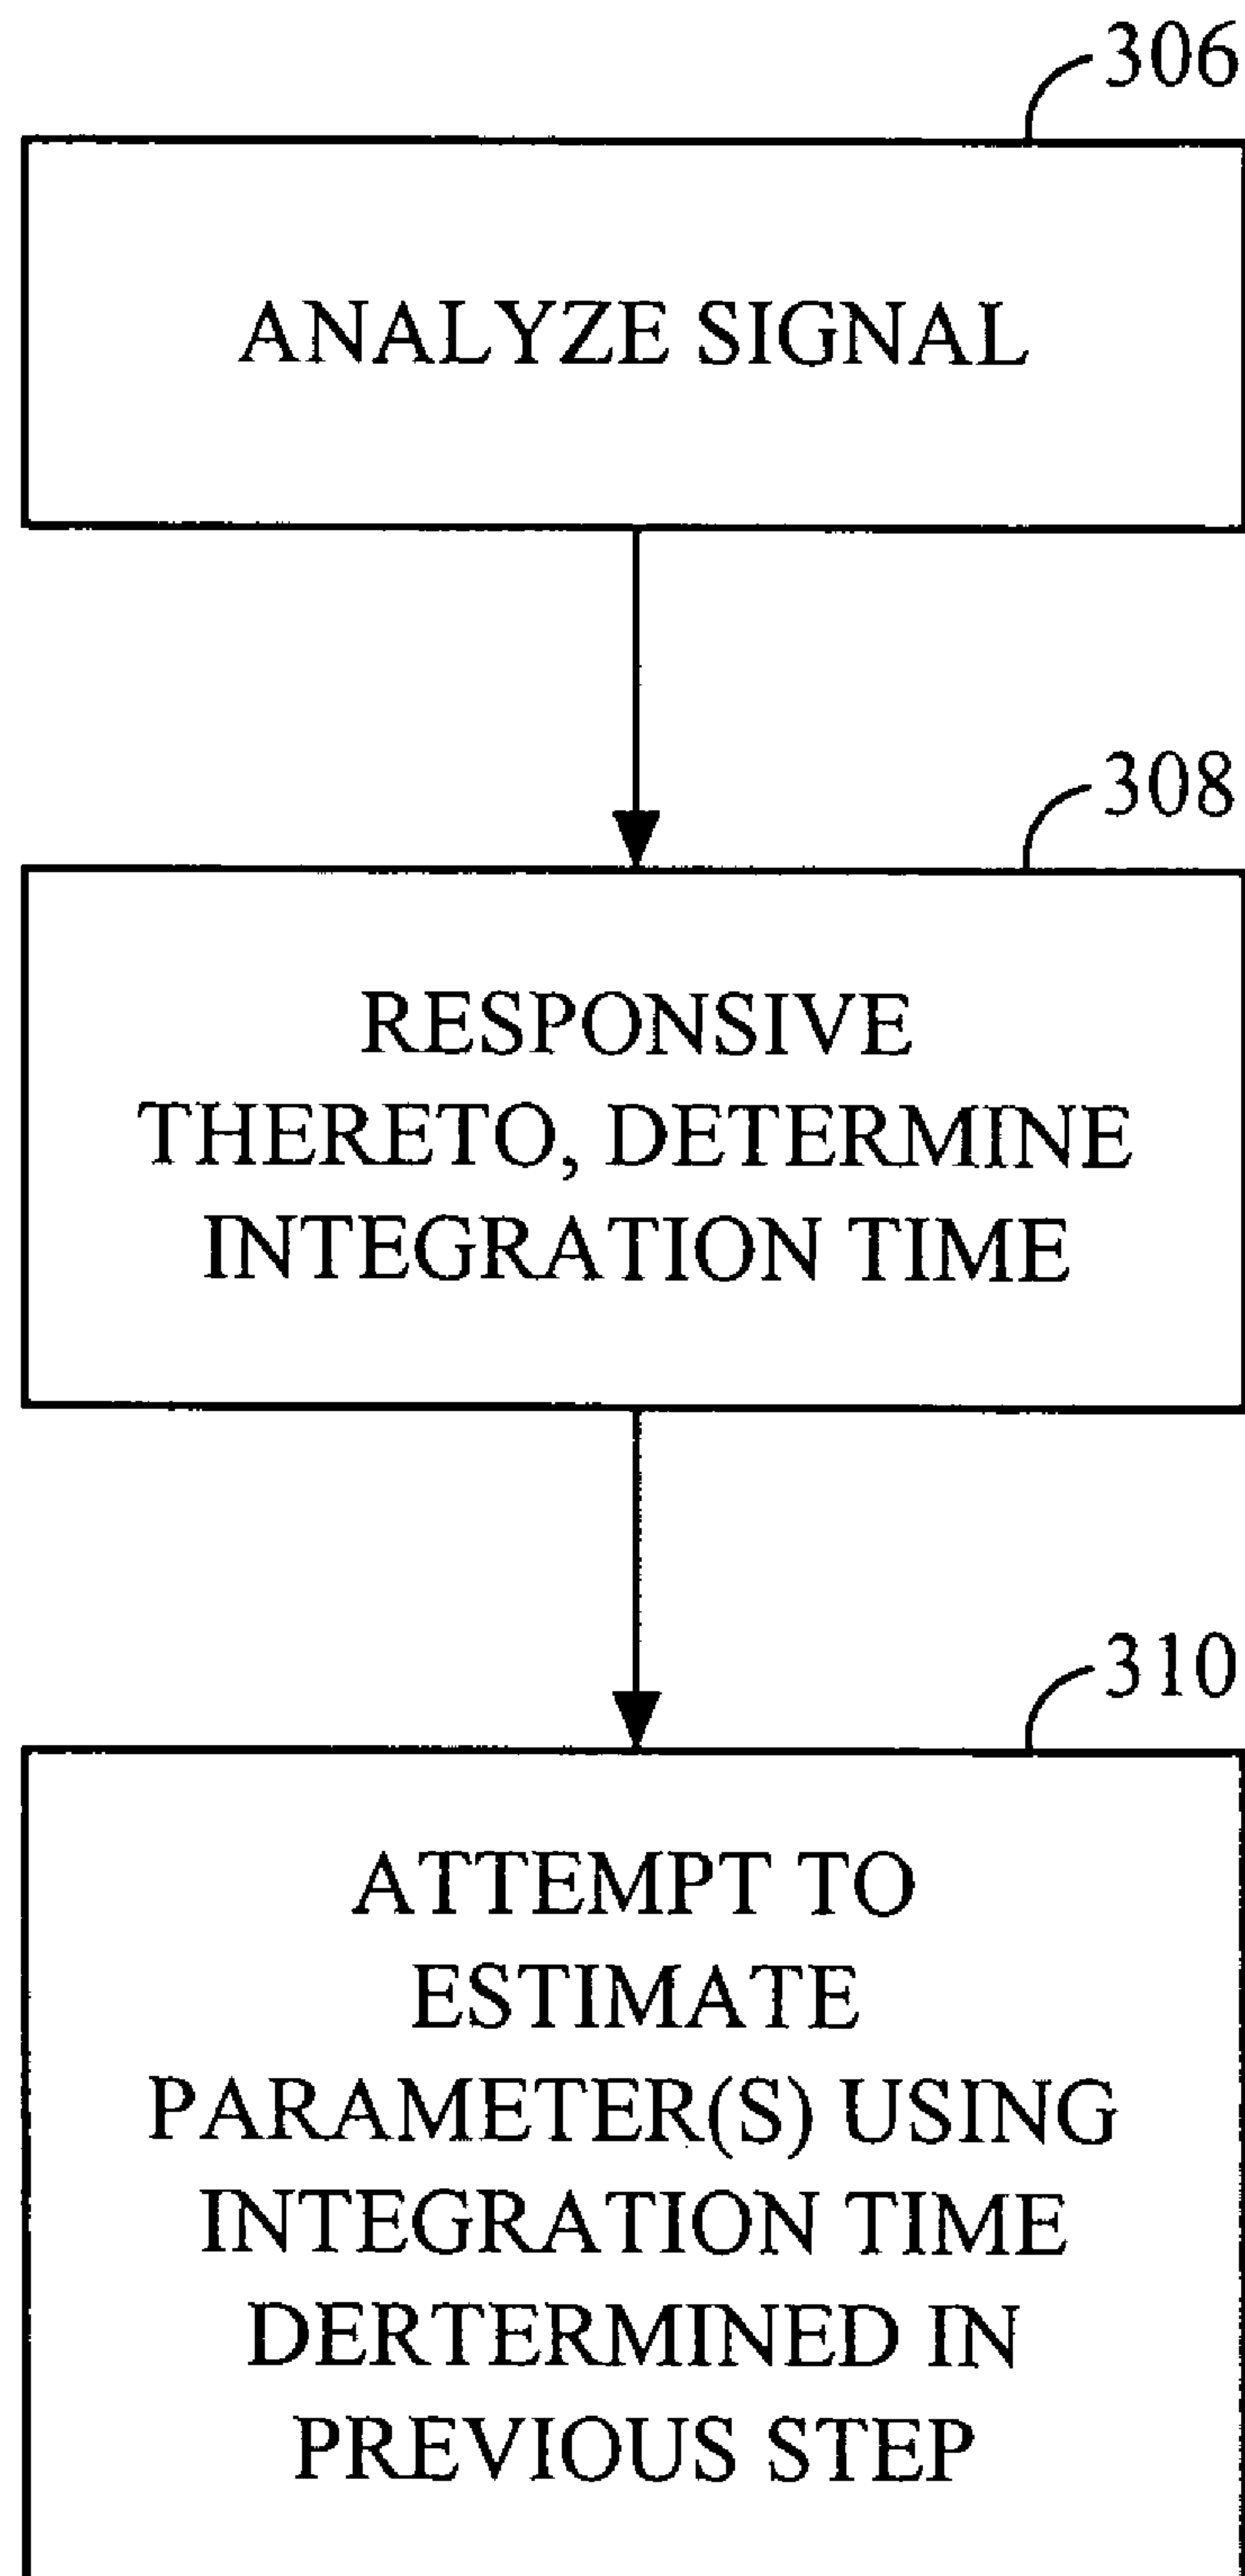 306
ANALYZE SIGNAL
308
RESPONSIVE
THERETO, DETERMINE
INTEGRATION TIME
310
ATTEMPT TO
ESTIMATE
PARAMETER(S) USING
INTEGRATION TIME
DERTERMINED IN
PREVIOUS STEP